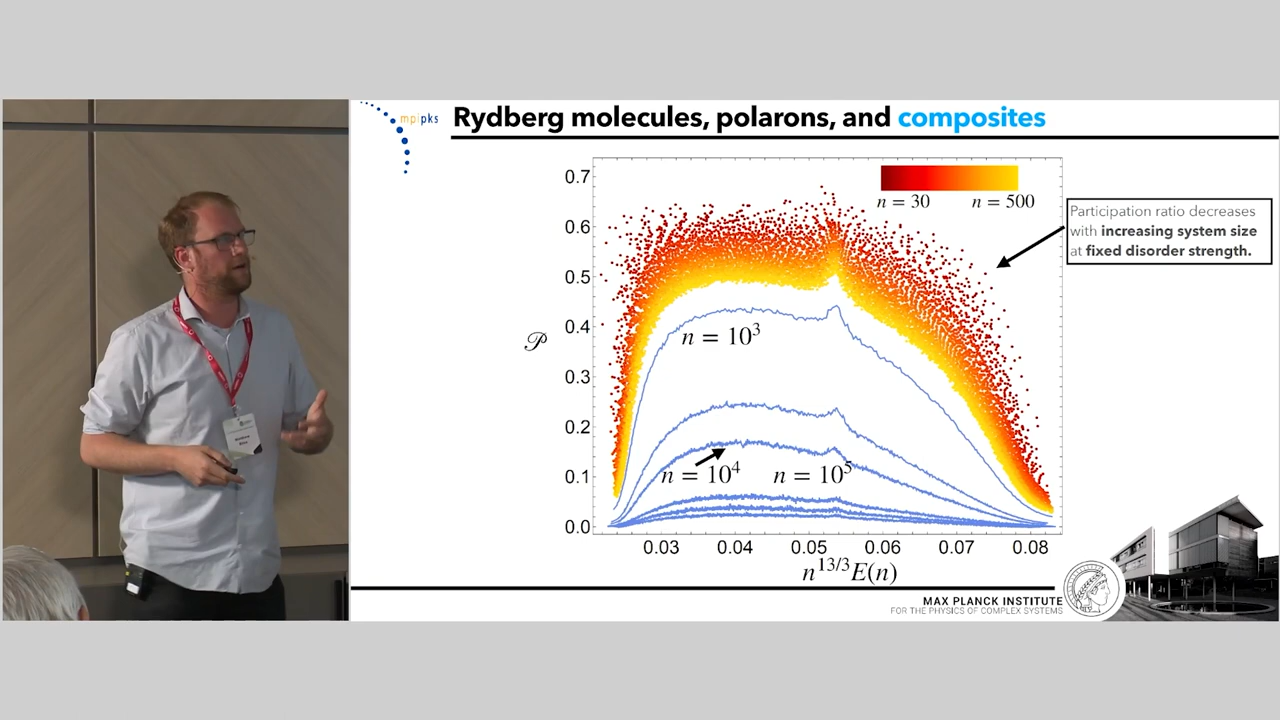 mpipks
Rydberg molecules, polarons, and composites
0.7
0.6
0.5
0.4
0.3
0.2
0.1
0.0
𝒫
n = 30
n = 500
n = 10³
n = 10⁴
n = 10⁵
0.03
0.04
0.05
0.06
0.07
0.08
n^{13/3}E(n)
Participation ratio decreases
with increasing system size
at fixed disorder strength.
MAX PLANCK INSTITUTE
FOR THE PHYSICS OF COMPLEX SYSTEMS